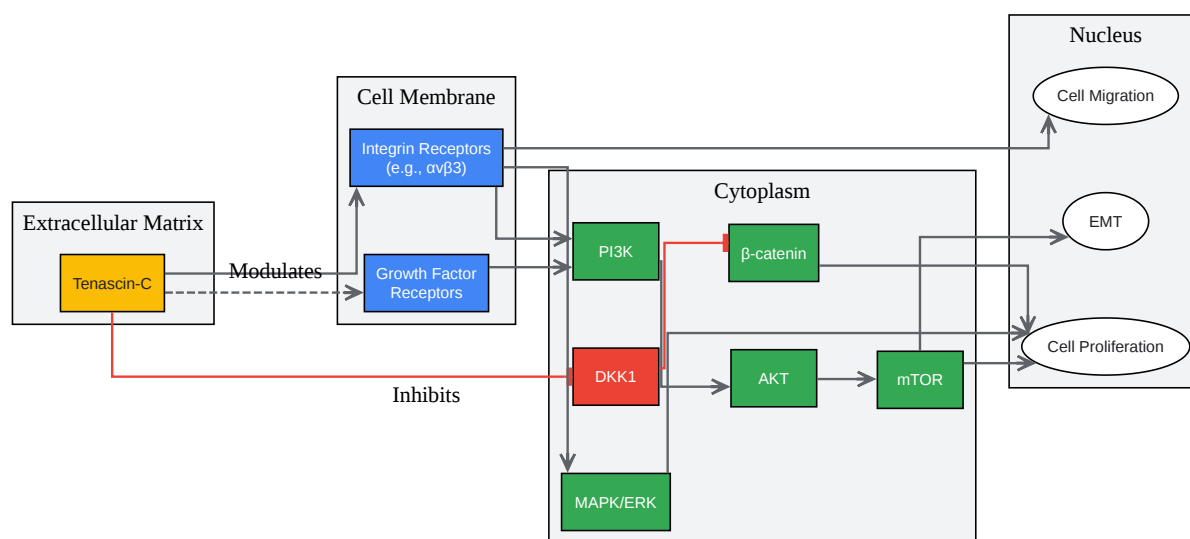 Extracellular Matrix
Tenascin-C
Modulates
Inhibits
Cell Membrane
Integrin Receptors
(e.g., αvβ3)
Growth Factor
Receptors
Cytoplasm
PI3K
β-catenin
DKK1
AKT
mTOR
MAPK/ERK
Nucleus
Cell Migration
EMT
Cell Proliferation